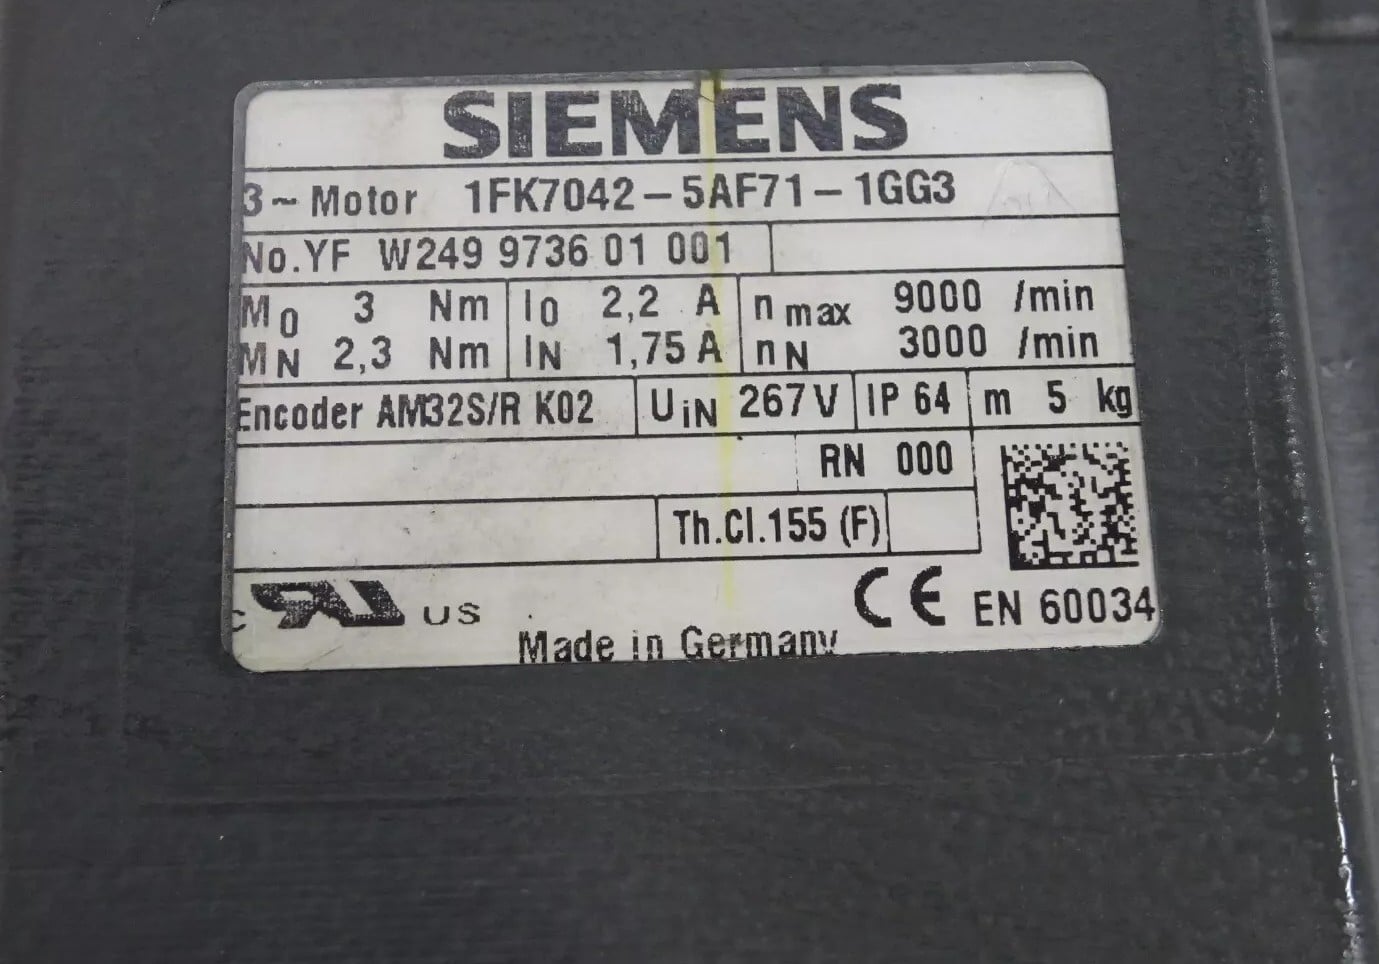 SIEMENS
3~Motor 1FK7042-5AF71-1GG3
No.YF W249 9736 01 001
M0 3 Nm I0 2,2 A n max 9000 /min
MN 2,3 Nm IN 1,75 A nN 3000 /min
Encoder AM32S/R K02 UiN 267V IP 64 m 5 kg
RN 000
Th.Cl.155 (F)
c RU US CE EN 60034
Made in Germany